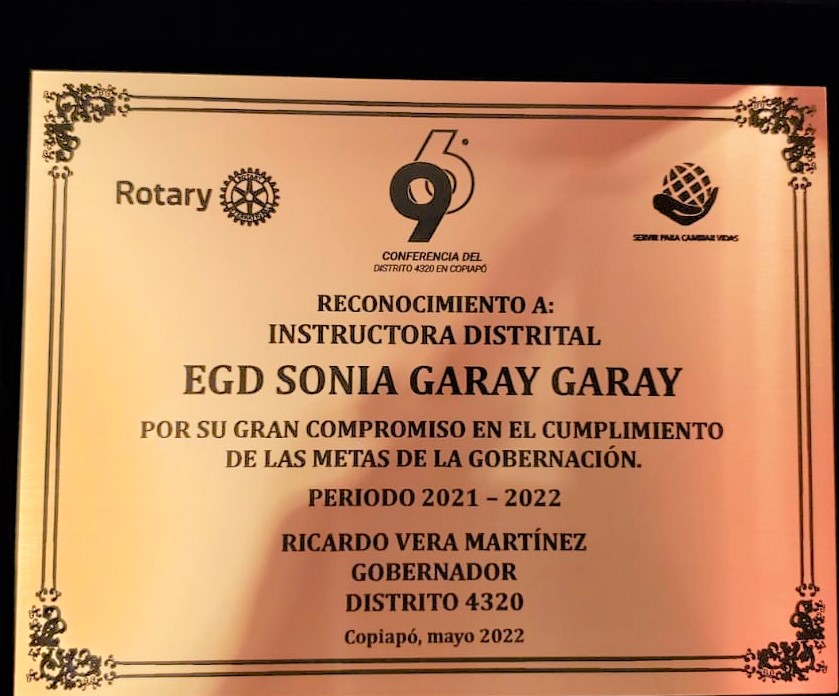 Rotary
96°
CONFERENCIA DEL
DISTRITO 4320 EN COPIAPÓ
SERVIR PARA CAMBIAR VIDAS
RECONOCIMIENTO A:
INSTRUCTORA DISTRITAL
EGD SONIA GARAY GARAY
POR SU GRAN COMPROMISO EN EL CUMPLIMIENTO
DE LAS METAS DE LA GOBERNACIÓN.
PERIODO 2021 – 2022
RICARDO VERA MARTÍNEZ
GOBERNADOR
DISTRITO 4320
Copiapó, mayo 2022